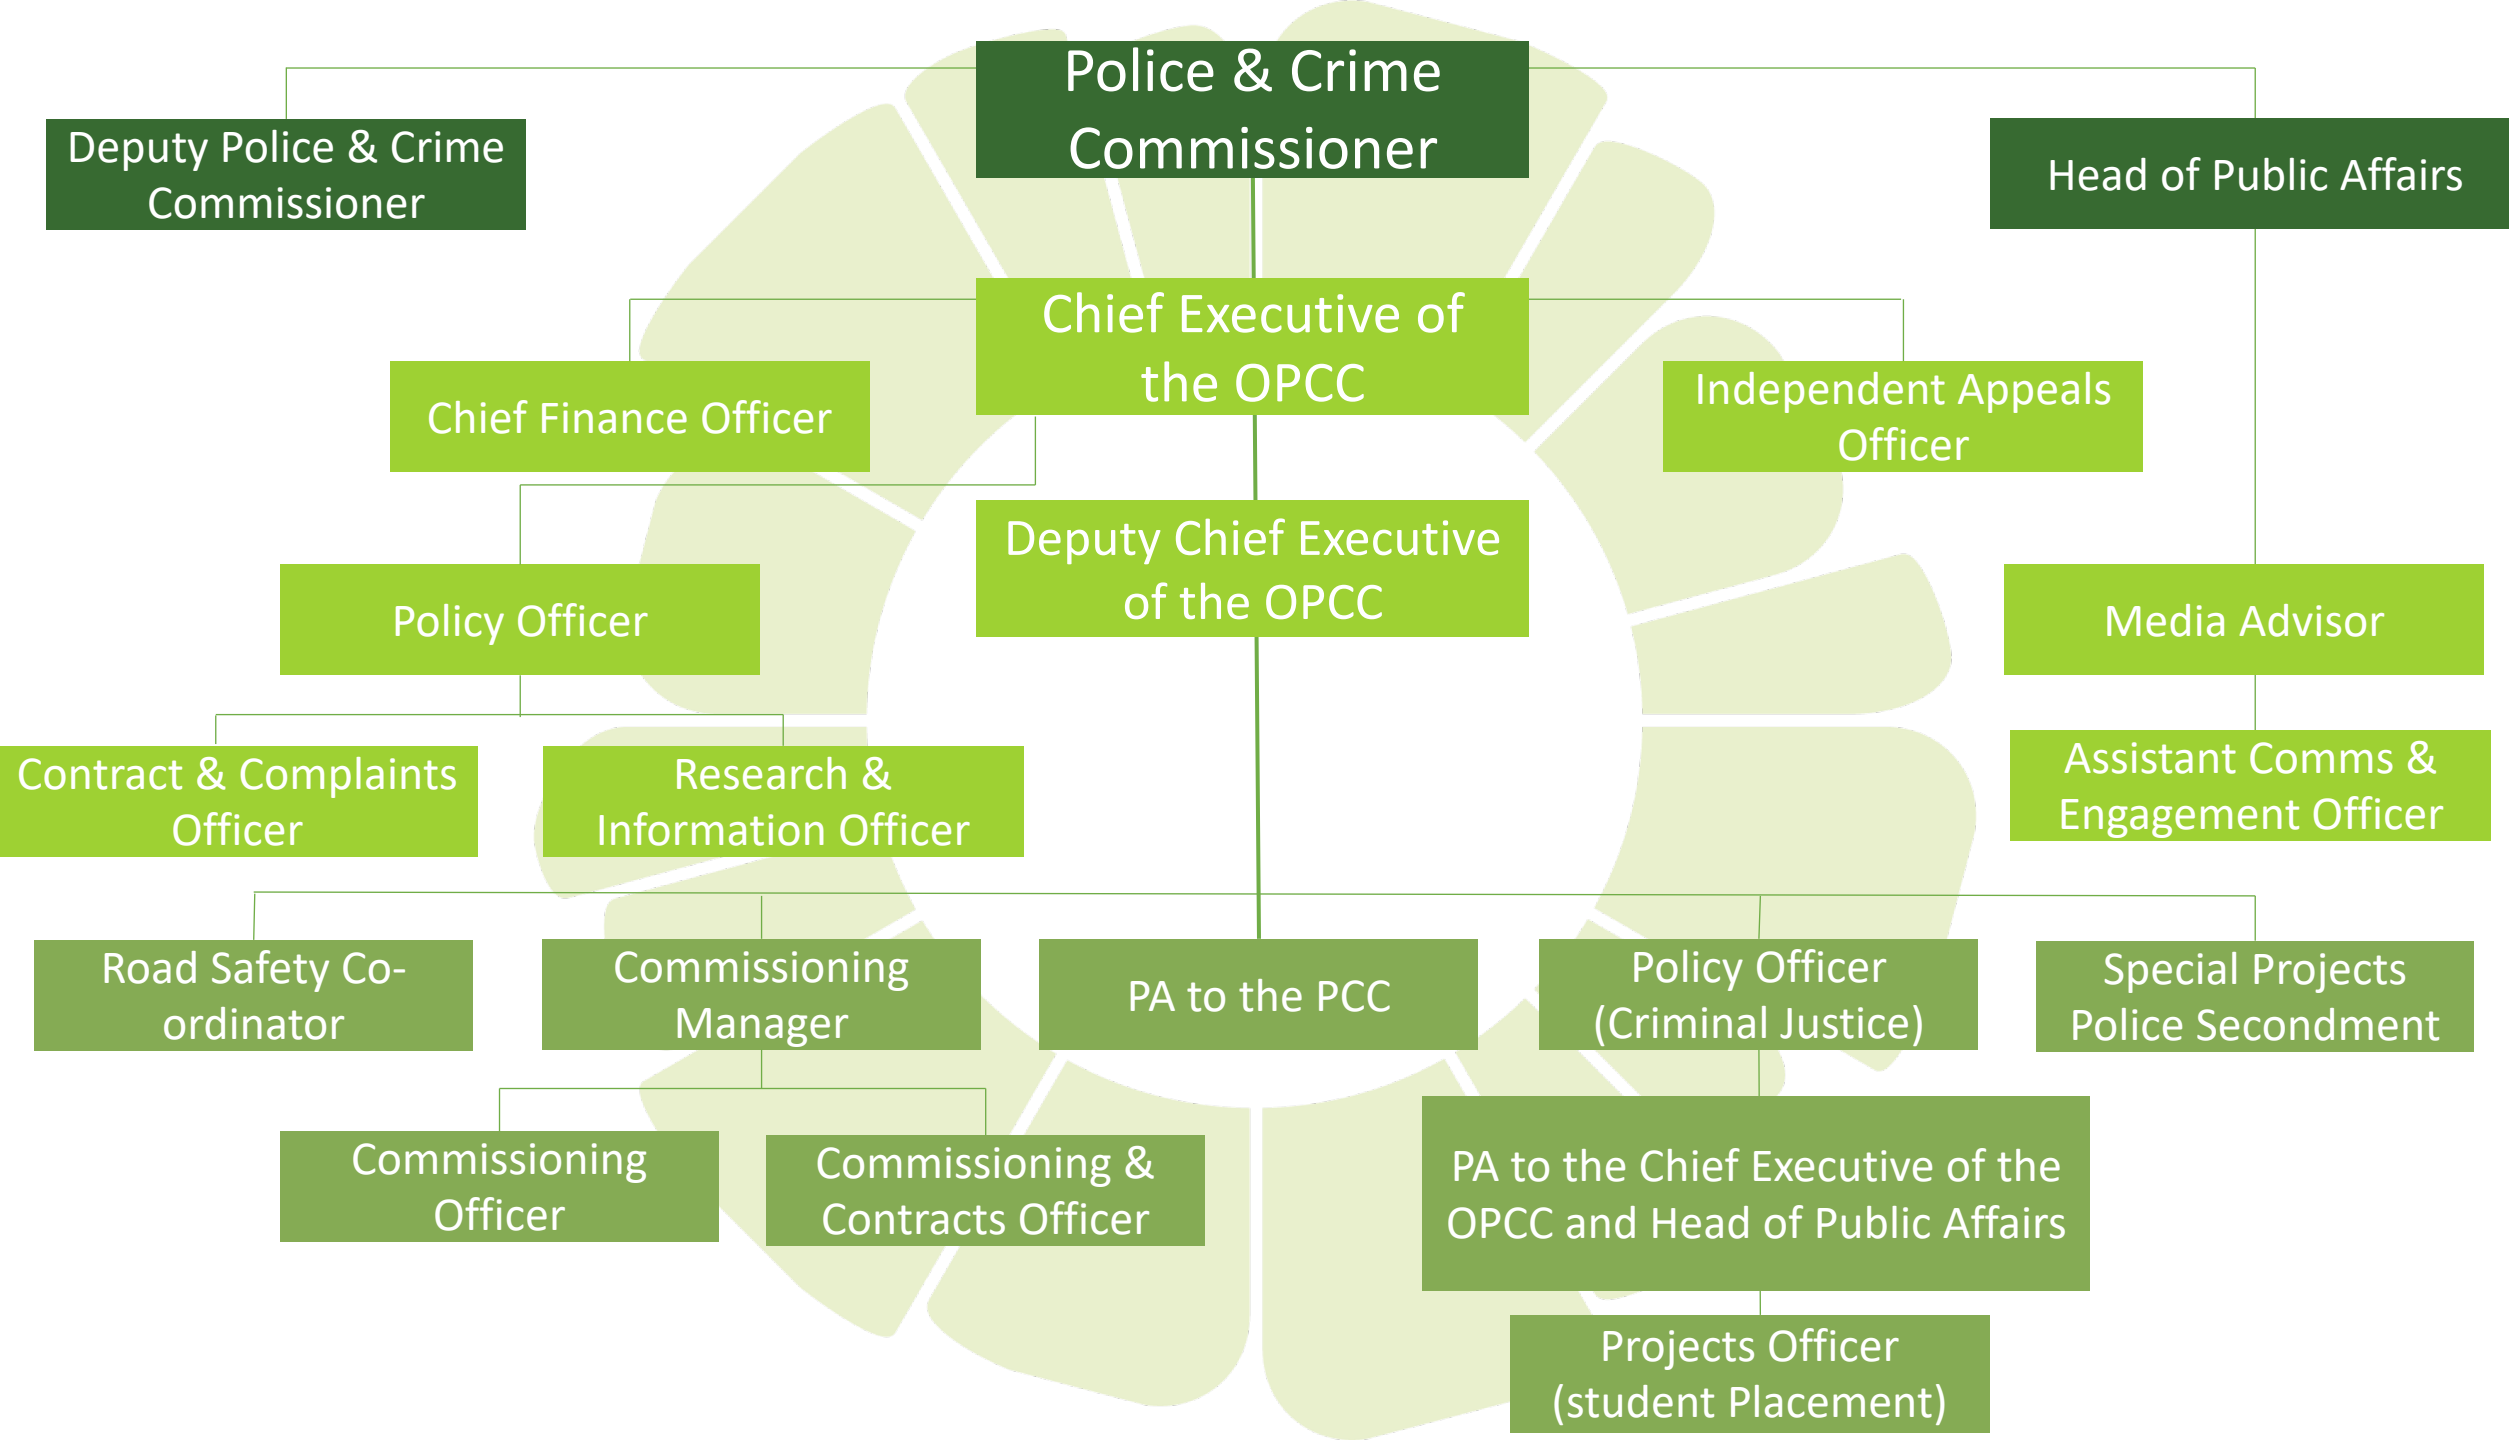 Police & Crime
Commissioner
Deputy Police & Crime
Commissioner
Head of Public Affairs
Chief Executive of
the OPCC
Chief Finance Officer
Independent Appeals
Officer
Deputy Chief Executive
of the OPCC
Policy Officer
Media Advisor
Contract & Complaints
Officer
Research &
Information Officer
Assistant Comms &
Engagement Officer
Road Safety Co-
ordinator
Commissioning
Manager
PA to the PCC
Policy Officer
(Criminal Justice)
Special Projects
Police Secondment
Commissioning
Officer
Commissioning &
Contracts Officer
PA to the Chief Executive of the
OPCC and Head of Public Affairs
Projects Officer
(student Placement)